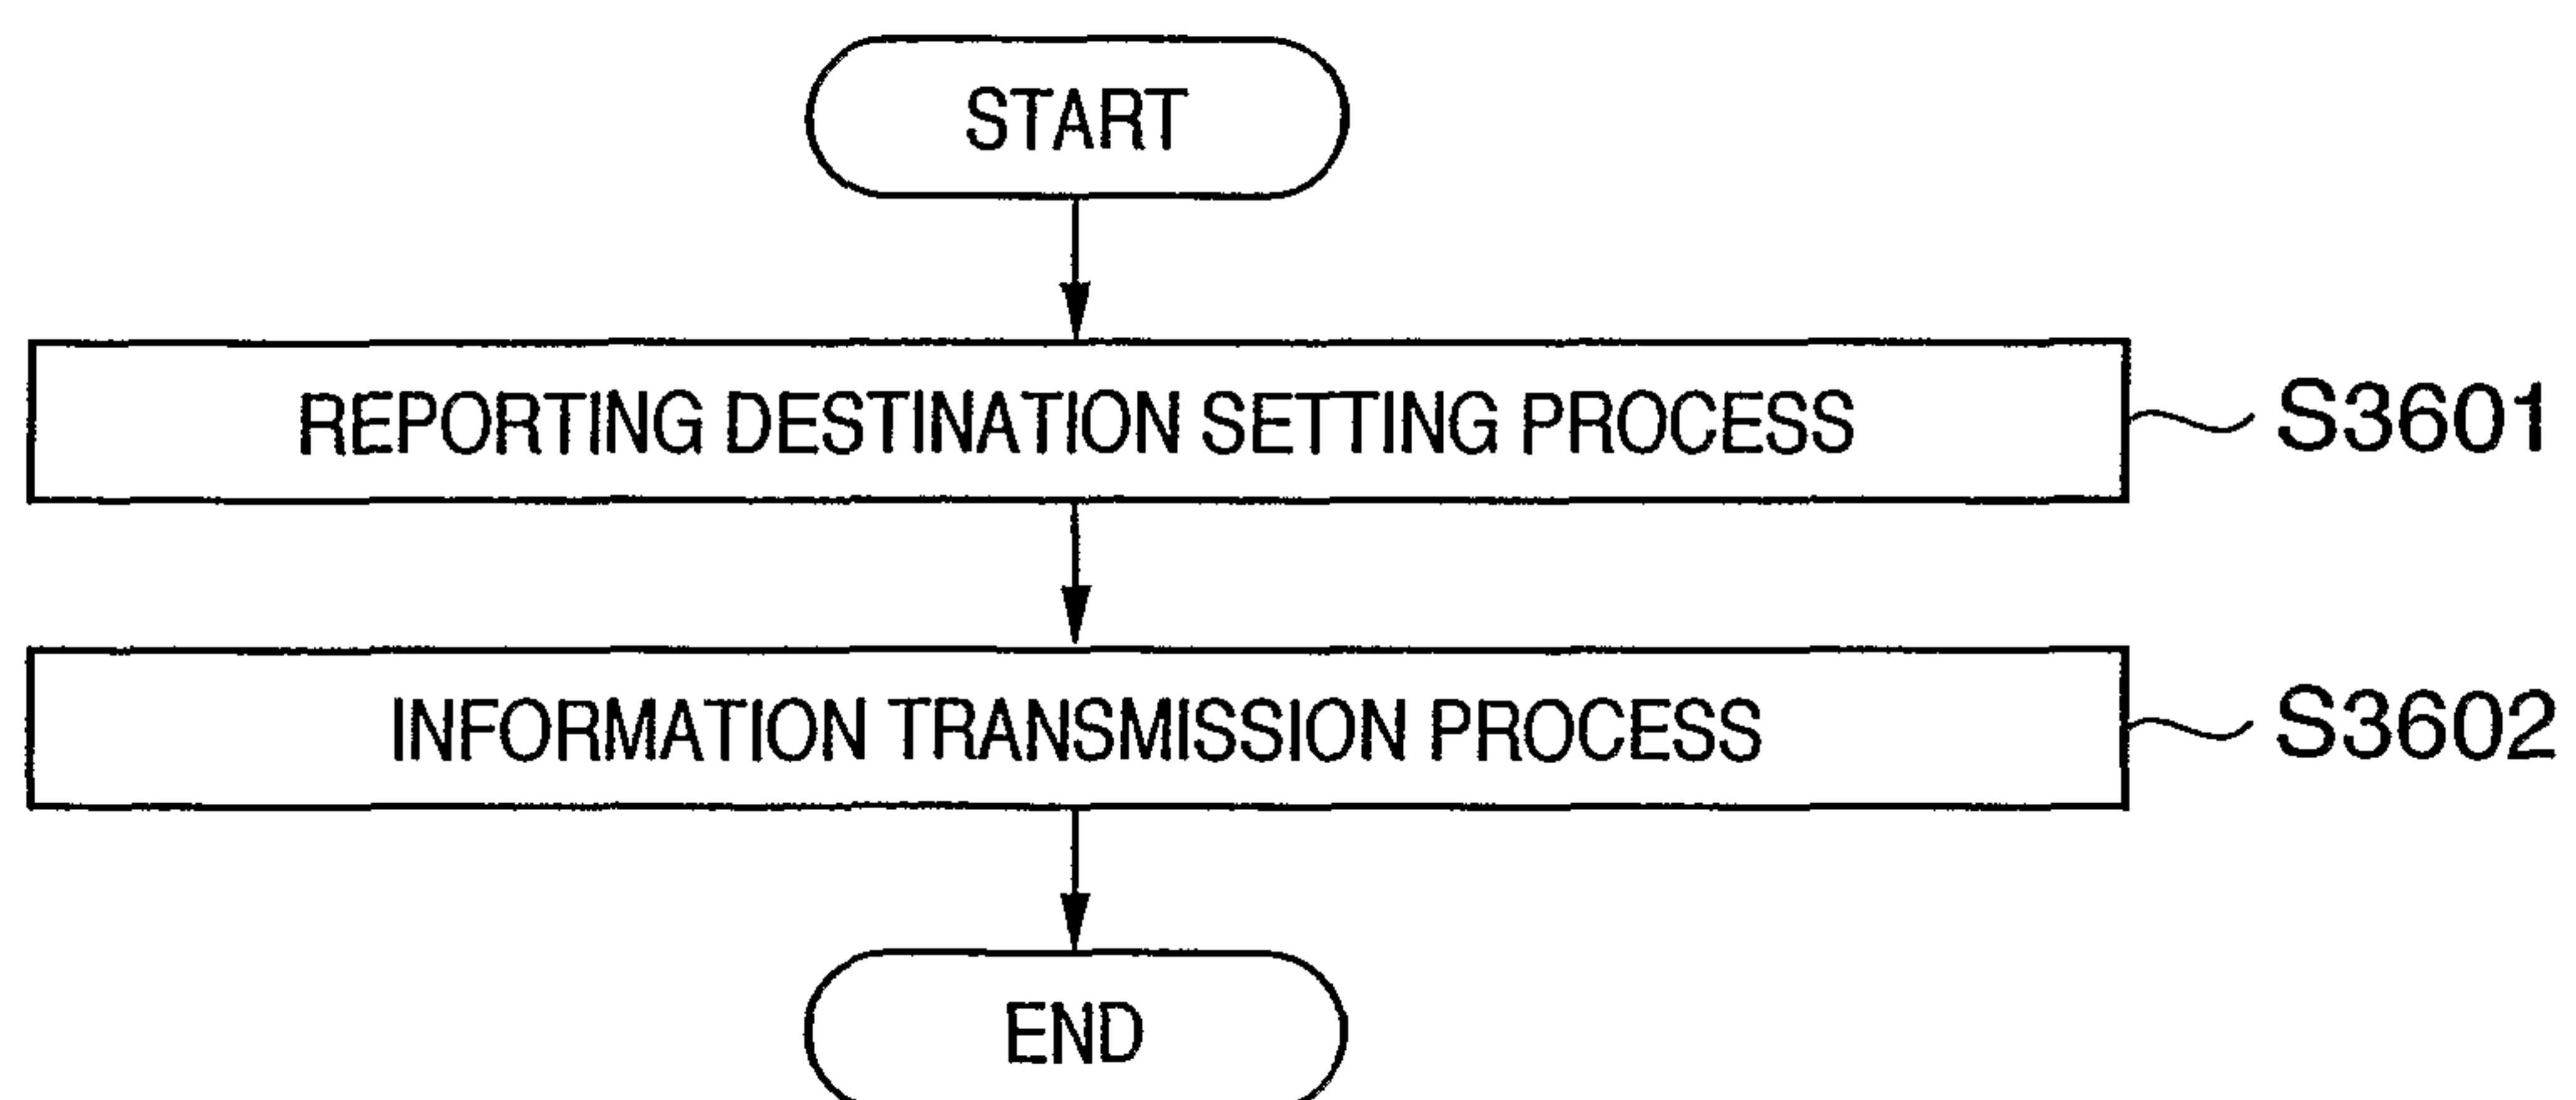 START
REPORTING DESTINATION SETTING PROCESS
S3601
INFORMATION TRANSMISSION PROCESS
S3602
END